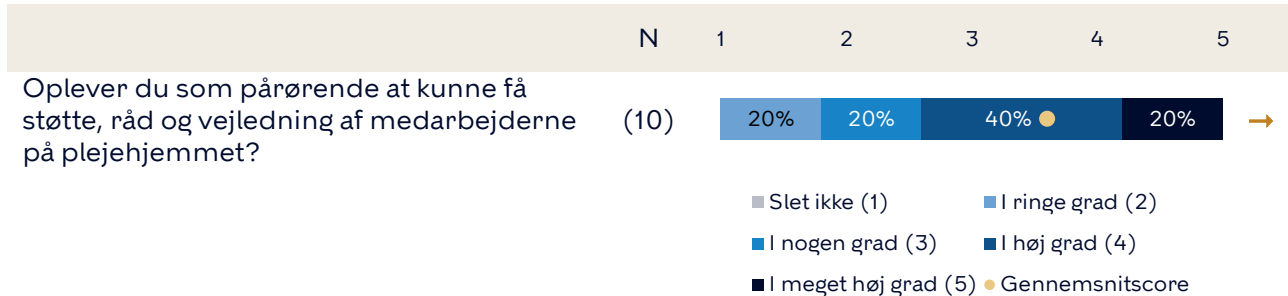 N 1 2 3 4 5
Oplever du som pårørende at kunne få
støtte, råd og vejledning af medarbejderne
på plejehjemmet?
(10) 20% 20% 40% 20%
Slet ikke (1) I ringe grad (2)
I nogen grad (3) I høj grad (4)
I meget høj grad (5) Gennemsnitscore